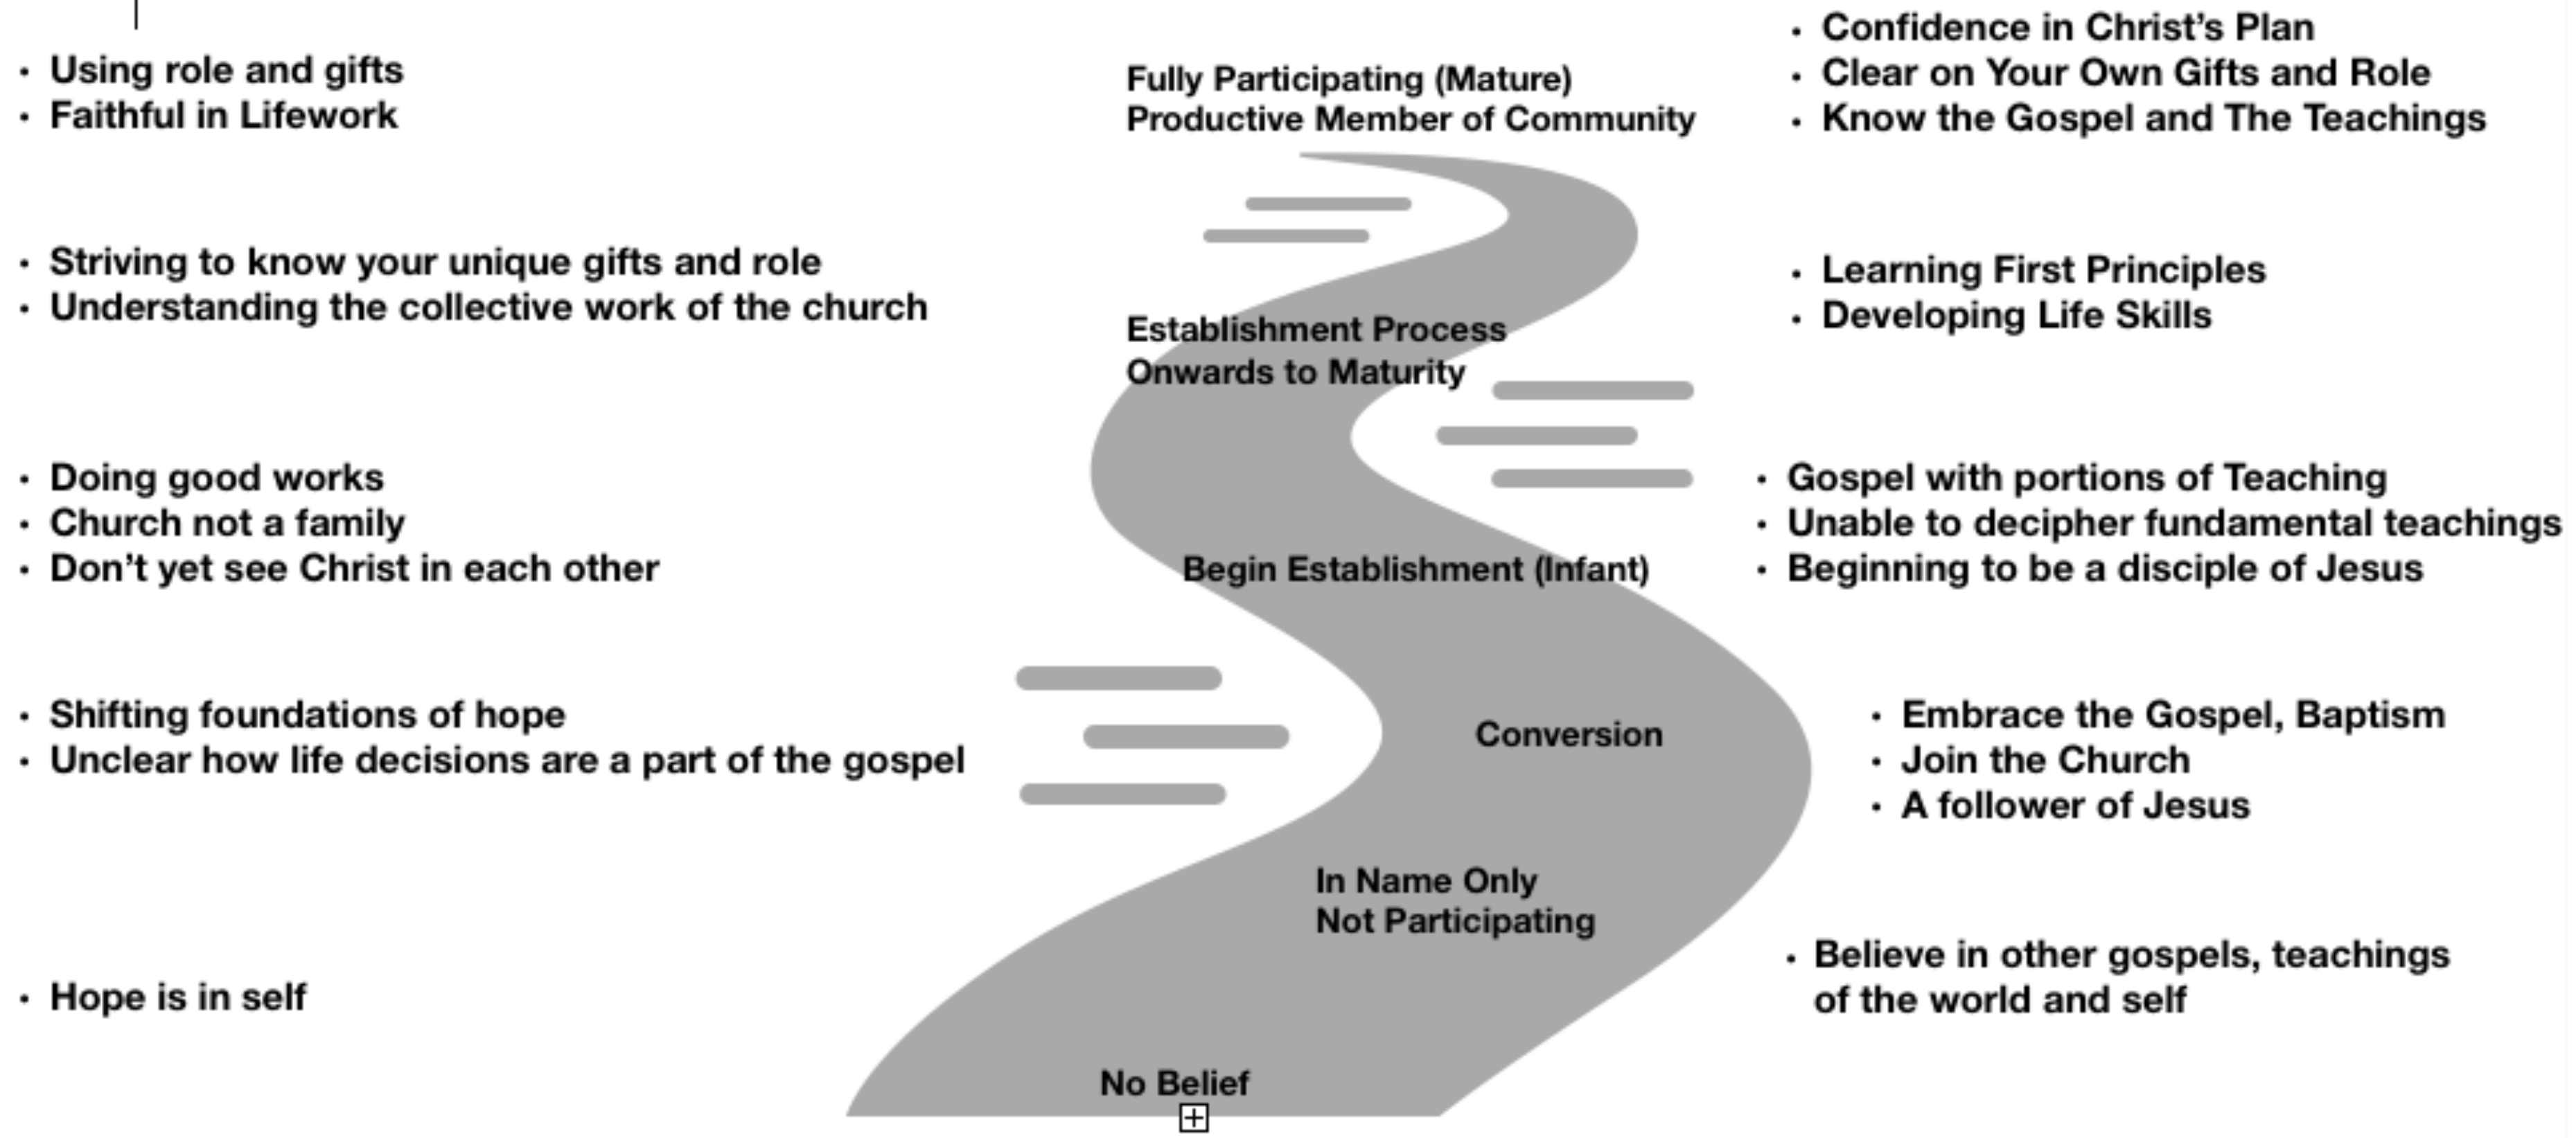 • Using role and gifts
• Faithful in Lifework
Fully Participating (Mature)
Productive Member of Community
• Confidence in Christ’s Plan
• Clear on Your Own Gifts and Role
• Know the Gospel and The Teachings
• Striving to know your unique gifts and role
• Understanding the collective work of the church
Establishment Process
Onwards to Maturity
• Learning First Principles
• Developing Life Skills
• Doing good works
• Church not a family
• Don’t yet see Christ in each other
Begin Establishment (Infant)
• Gospel with portions of Teaching
• Unable to decipher fundamental teachings
• Beginning to be a disciple of Jesus
• Shifting foundations of hope
• Unclear how life decisions are a part of the gospel
Conversion
• Embrace the Gospel, Baptism
• Join the Church
• A follower of Jesus
In Name Only
Not Participating
• Hope is in self
• Believe in other gospels, teachings
of the world and self
No Belief